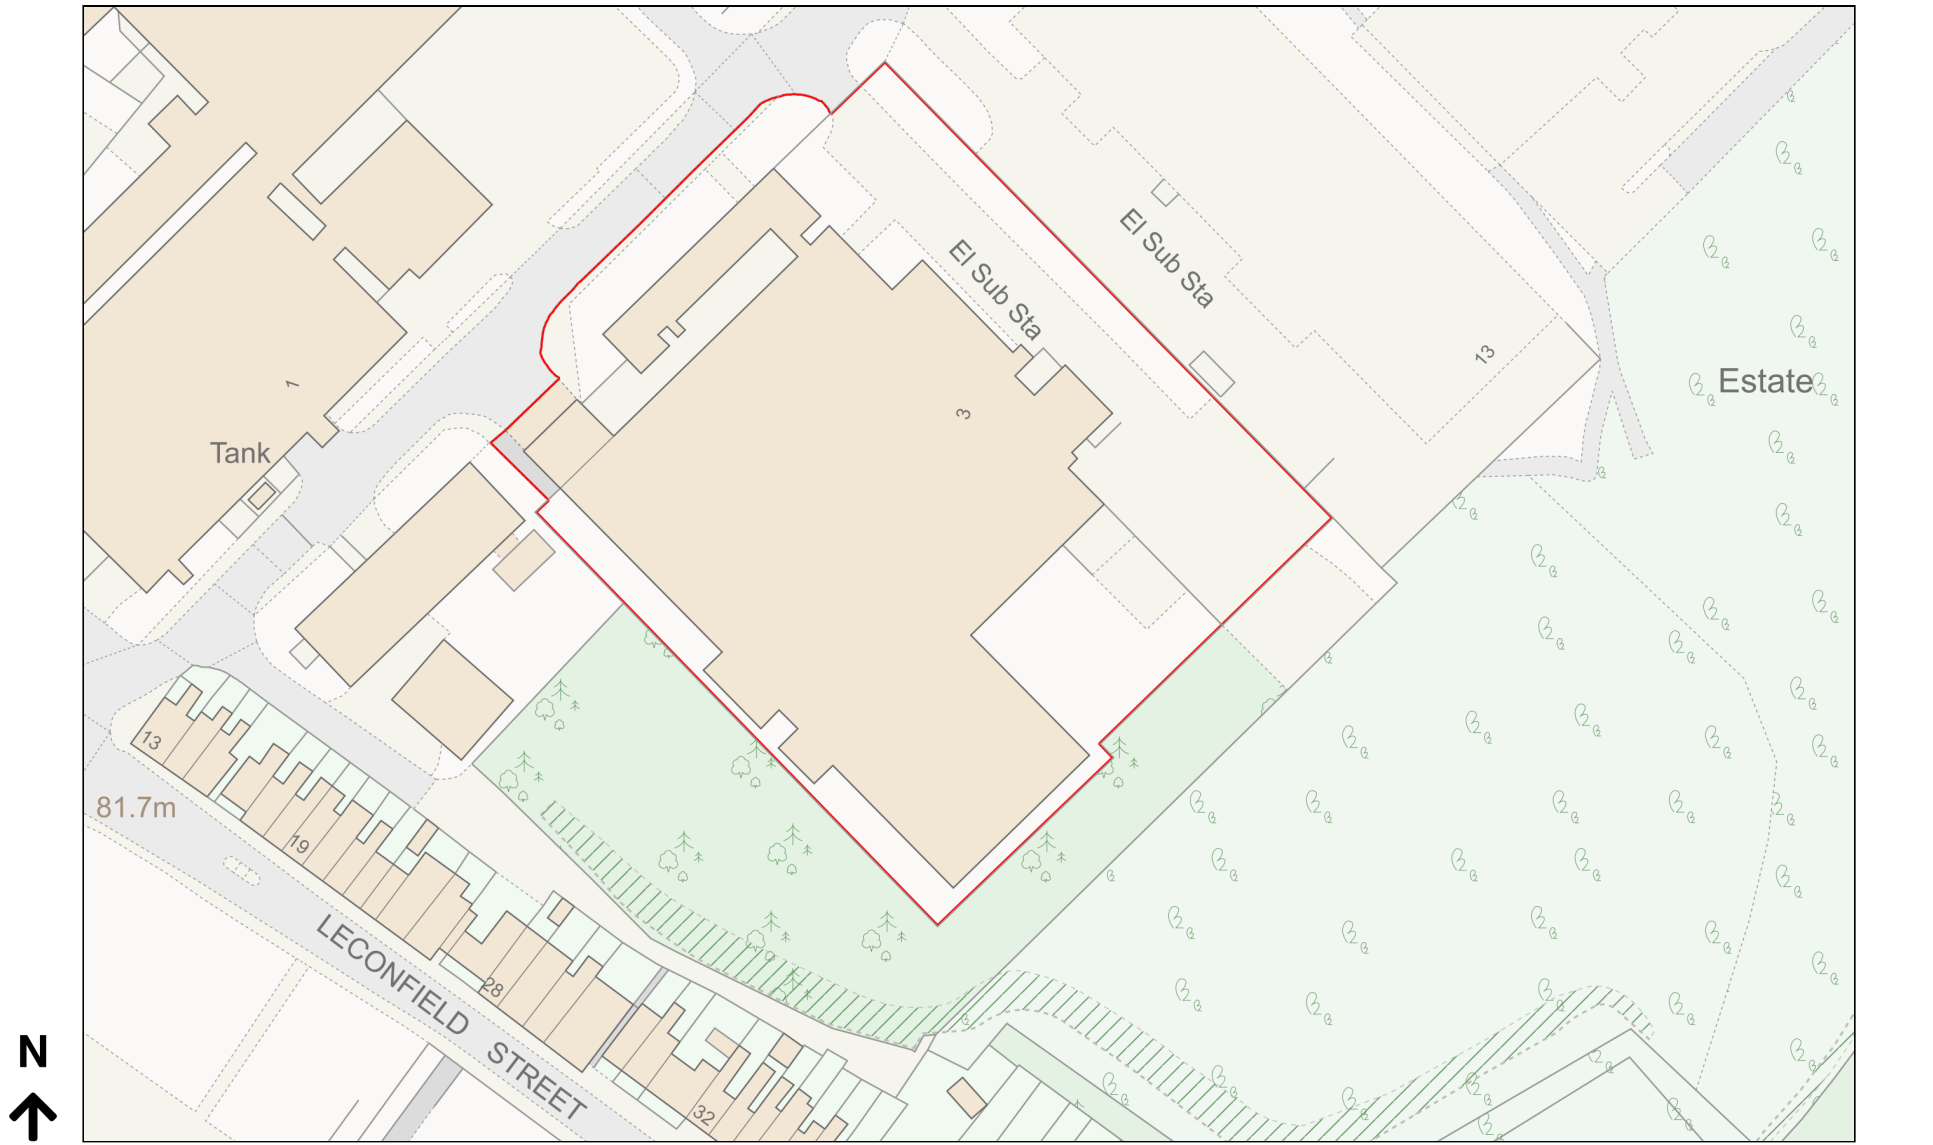 El Sub Sta
El Sub Sta
13
Estate
1
3
Tank
13
81.7m
19
LECONFIELD STREET
28
32
N